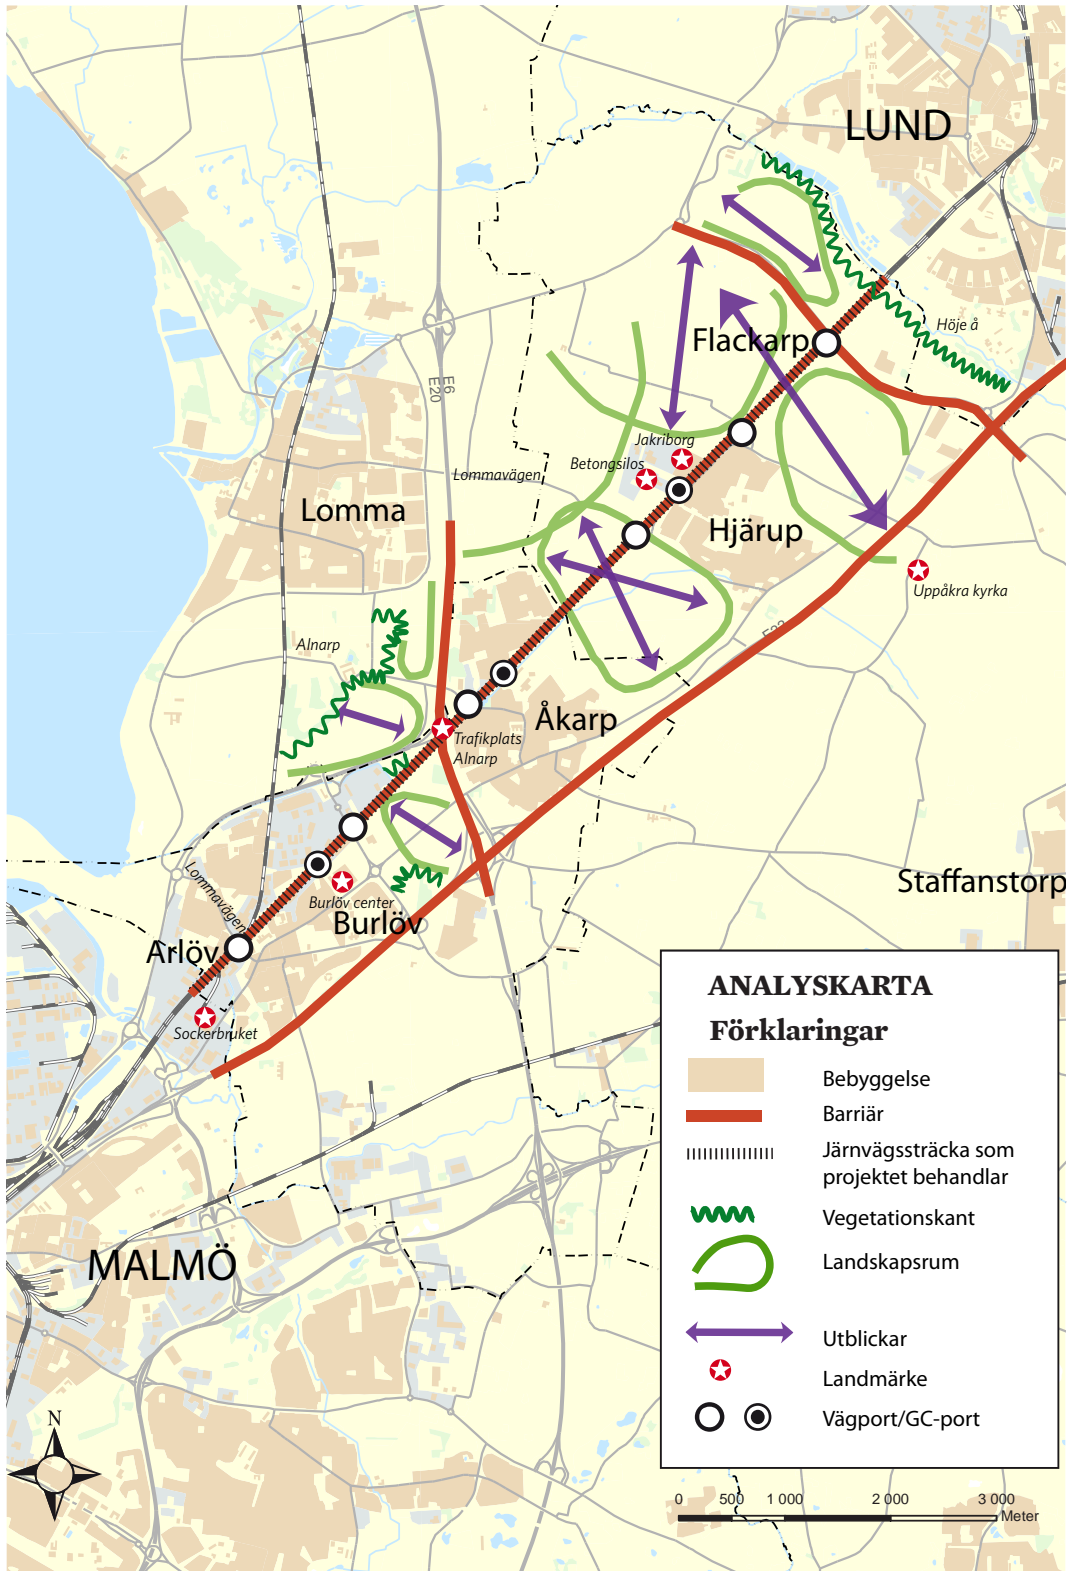 LUND
Höje å
Flackarp
E6
E20
Jakriborg
Betongsilos
Lommavägen
Lomma
Hjärup
Uppåkra kyrka
Alnarp
Åkarp
Trafikplats
Alnarp
Staffanstorp
Lommavägen
Burlöv center
Burlöv
Arlöv
Sockerbruket
MALMÖ
N
ANALYSKARTA
Förklaringar
Bebyggelse
Barriär
Järnvägssträcka som
projektet behandlar
Vegetationskant
Landskapsrum
Utblickar
Landmärke
Vägport/GC-port
0 500 1 000 2 000 3 000
Meter